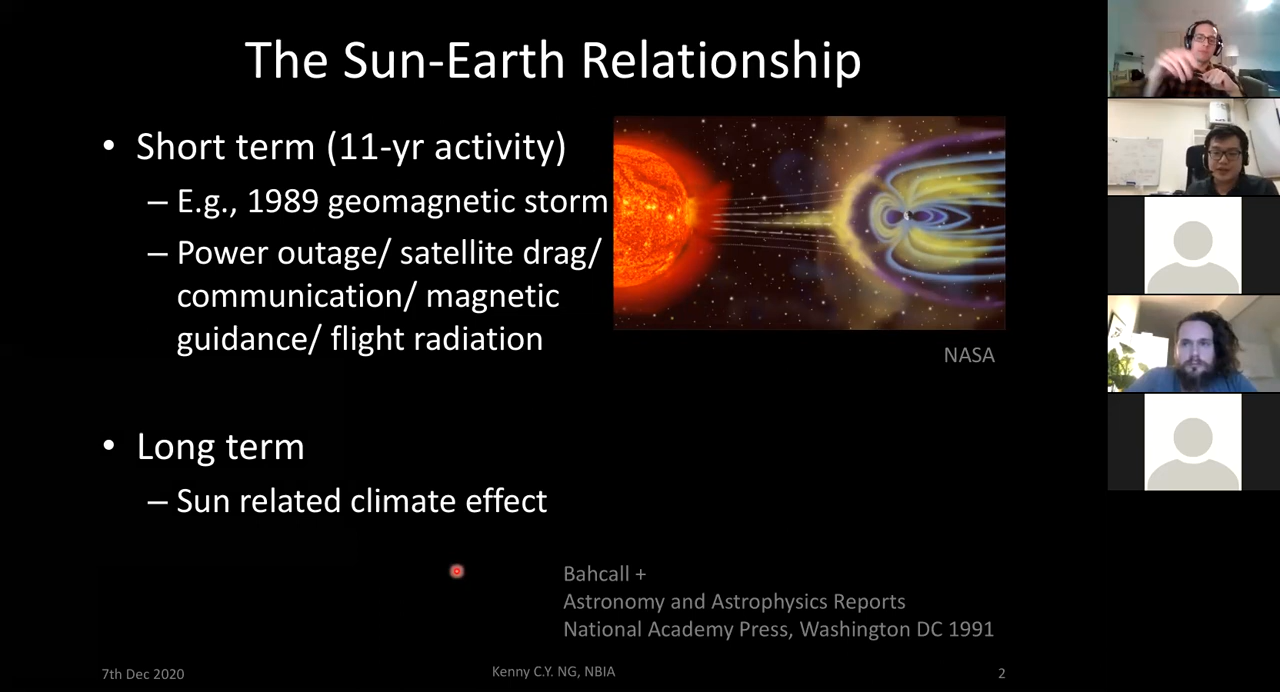 The Sun-Earth Relationship
• Short term (11-yr activity)
– E.g., 1989 geomagnetic storm
– Power outage/ satellite drag/
communication/ magnetic
guidance/ flight radiation
NASA
• Long term
– Sun related climate effect
Bahcall +
Astronomy and Astrophysics Reports
National Academy Press, Washington DC 1991
7th Dec 2020
Kenny C.Y. NG, NBIA
2